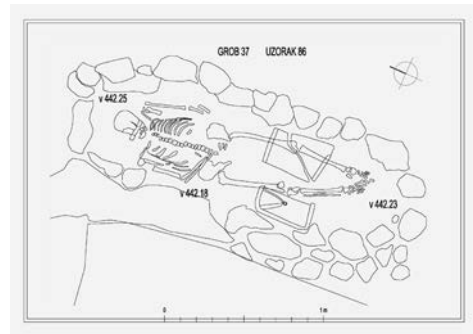 GROB 37 UZORAK 86
v 442.25
v 442.18
v 442.23
0 1m